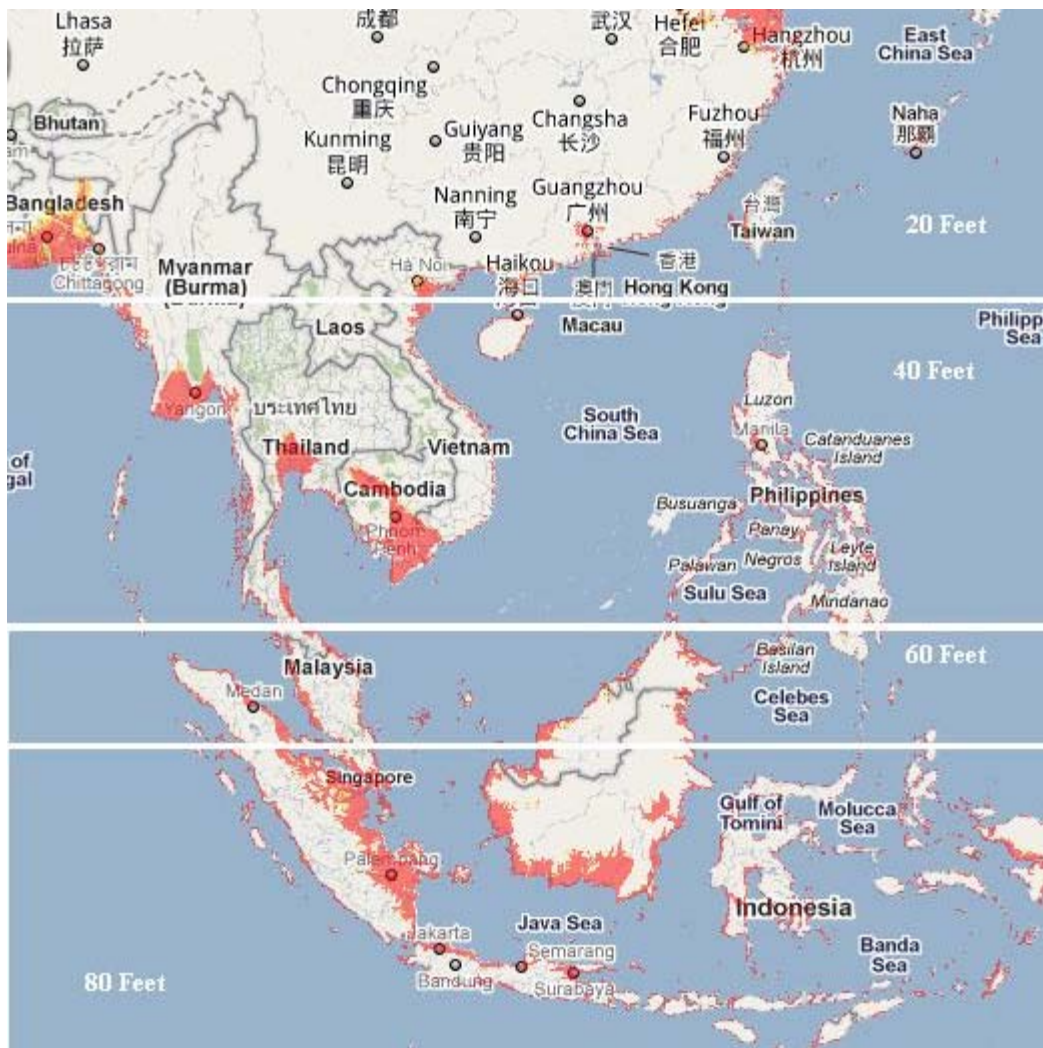 Lhasa
拉萨
成都
武汉
Hefei
合肥
Hangzhou
杭州
East
China Sea
Chongqing
重庆
Bhutan
Kunming
昆明
Guiyang
贵阳
Changsha
长沙
Fuzhou
福州
Naha
那覇
Bangladesh
Nanning
南宁
Guangzhou
广州
台灣
Taiwan
20 Feet
Chittagong
Myanmar
(Burma)
Ha Noi
Haikou
海口
澳門
香港
Hong Kong
Macau
Laos
Philipp
Sea
40 Feet
Yangon
ประเทศไทย
Thailand
Vietnam
South
China Sea
Luzon
Manila
Catanduanes
Island
of
gal
Cambodia
Phnom
Penh
Busuanga
Philippines
Panay
Palawan
Negros
Leyte
Island
Sulu Sea
Mindanao
Malaysia
Basilan
Island
60 Feet
Medan
Celebes
Sea
Singapore
Gulf of
Tomini
Molucca
Sea
Palembang
Indonesia
Java Sea
Jakarta
Semarang
Bandung
Surabaya
Banda
Sea
80 Feet